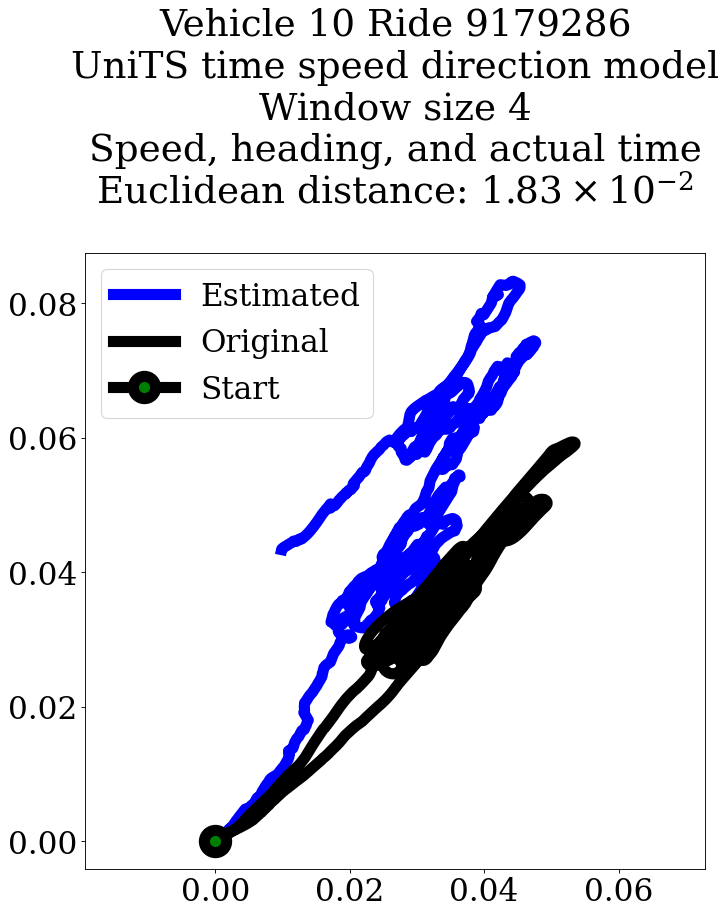 Vehicle 10 Ride 9179286
UniTS time speed direction model
Window size 4
Speed, heading, and actual time
Euclidean distance: 1.83 × 10⁻²
Estimated
Original
Start
0.08
0.06
0.04
0.02
0.00
0.00 0.02 0.04 0.06